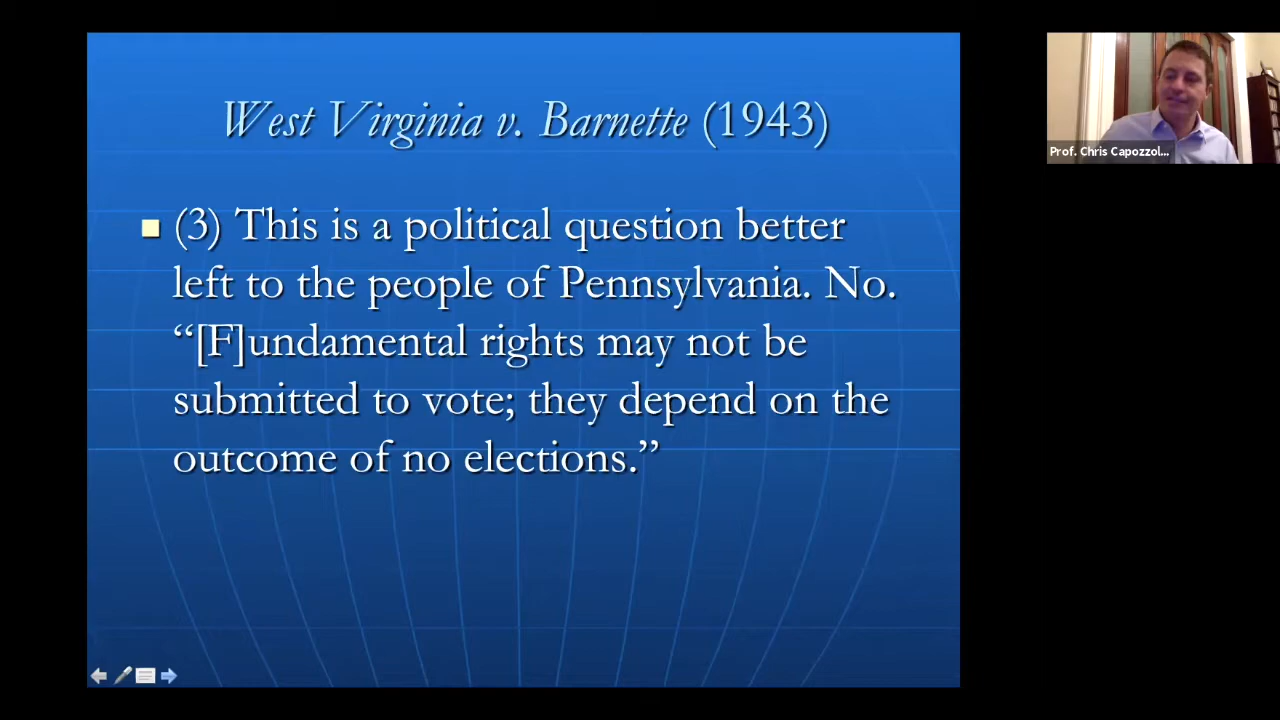 West Virginia v. Barnette (1943)
(3) This is a political question better
left to the people of Pennsylvania. No.
“[F]undamental rights may not be
submitted to vote; they depend on the
outcome of no elections.”
Prof. Chris Capozzol...